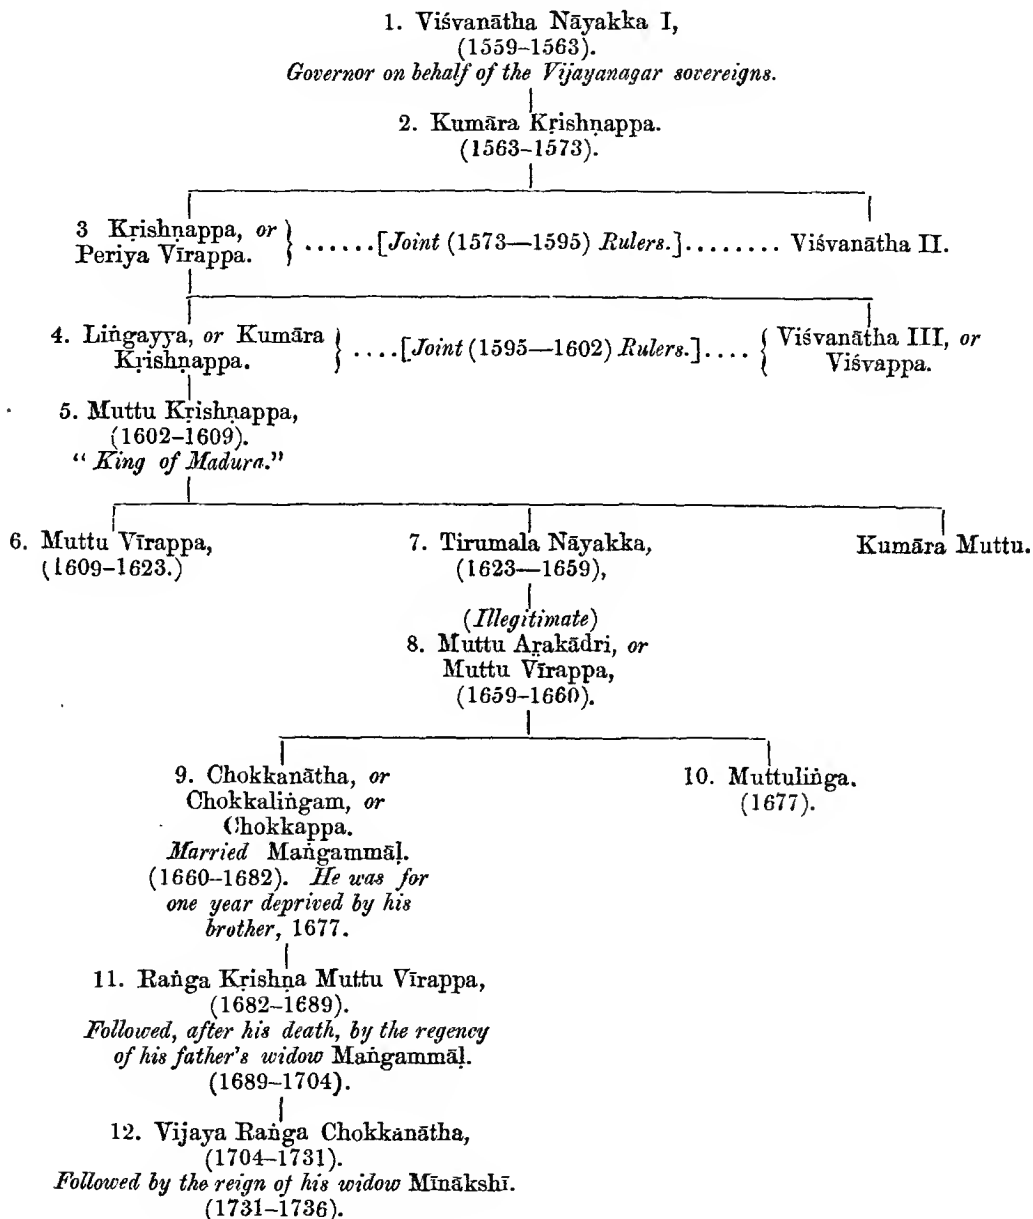 1. Viśvanātha Nāyakka I,
(1559–1563).
Governor on behalf of the Vijayanagar sovereigns.
2. Kumāra Kṛishṇappa.
(1563–1573).
3 Kṛishṇappa, or
Periya Vīrappa. } ......[Joint (1573—1595) Rulers.]........ Viśvanātha II.
4. Liṅgayya, or Kumāra
Kṛishṇappa. } ....[Joint (1595—1602) Rulers.].... { Viśvanātha III, or
Viśvappa.
5. Muttu Kṛishṇappa,
(1602–1609).
“ King of Madura.”
6. Muttu Vīrappa,
(1609–1623.)
7. Tirumala Nāyakka,
(1623—1659),
Kumāra Muttu.
(Illegitimate)
8. Muttu Aṛakādri, or
Muttu Vīrappa,
(1659–1660).
9. Chokkanātha, or
Chokkaliṅgam, or
Chokkappa.
Married Maṅgammāḷ.
(1660–1682). He was for
one year deprived by his
brother, 1677.
10. Muttuliṅga.
(1677).
11. Raṅga Kṛishṇa Muttu Vīrappa,
(1682–1689).
Followed, after his death, by the regency
of his father's widow Maṅgammāḷ.
(1689–1704).
12. Vijaya Raṅga Chokkanātha,
(1704–1731).
Followed by the reign of his widow Mīnākshī.
(1731–1736).